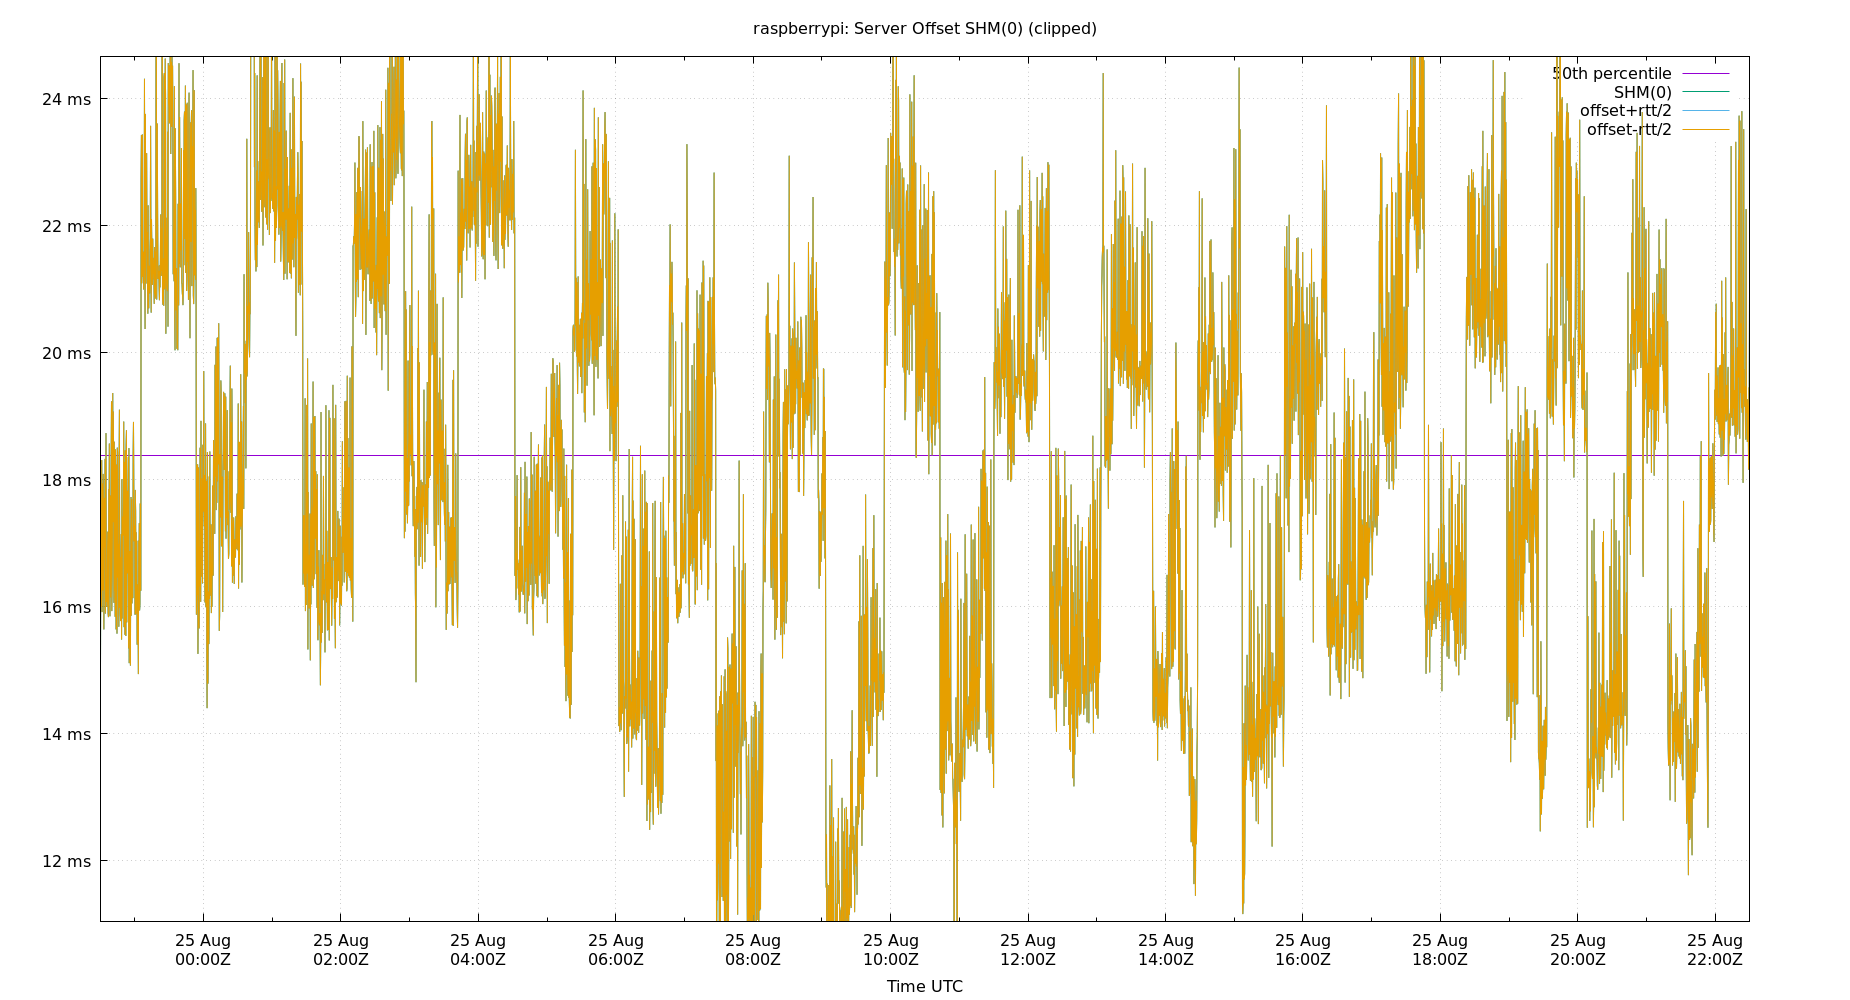 raspberrypi: Server Offset SHM(0) (clipped)
50th percentile
SHM(0)
offset+rtt/2
offset-rtt/2
24 ms
22 ms
20 ms
18 ms
16 ms
14 ms
12 ms
25 Aug 25 Aug 25 Aug 25 Aug 25 Aug 25 Aug 25 Aug 25 Aug 25 Aug 25 Aug 25 Aug 25 Aug
00:00Z 02:00Z 04:00Z 06:00Z 08:00Z 10:00Z 12:00Z 14:00Z 16:00Z 18:00Z 20:00Z 22:00Z
Time UTC